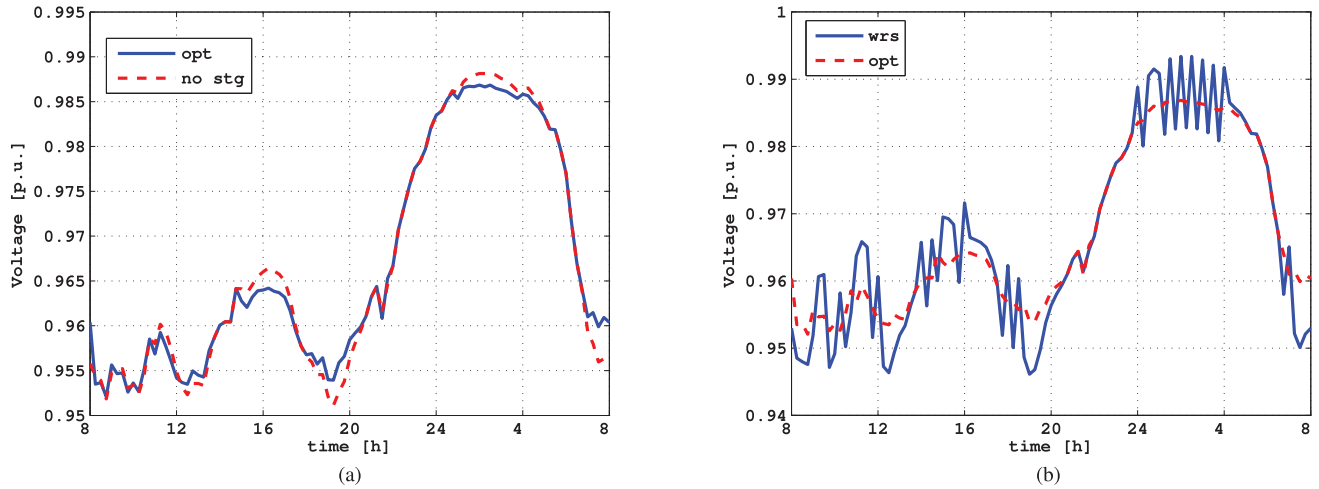 0.995
0.99
0.985
0.98
0.975
0.97
0.965
0.96
0.955
0.95
Voltage [p.u.]
opt
no stg
8 12 16 20 24 4 8
time [h]
(a)
1
0.99
0.98
0.97
0.96
0.95
0.94
Voltage [p.u.]
wrs
opt
8 12 16 20 24 4 8
time [h]
(b)